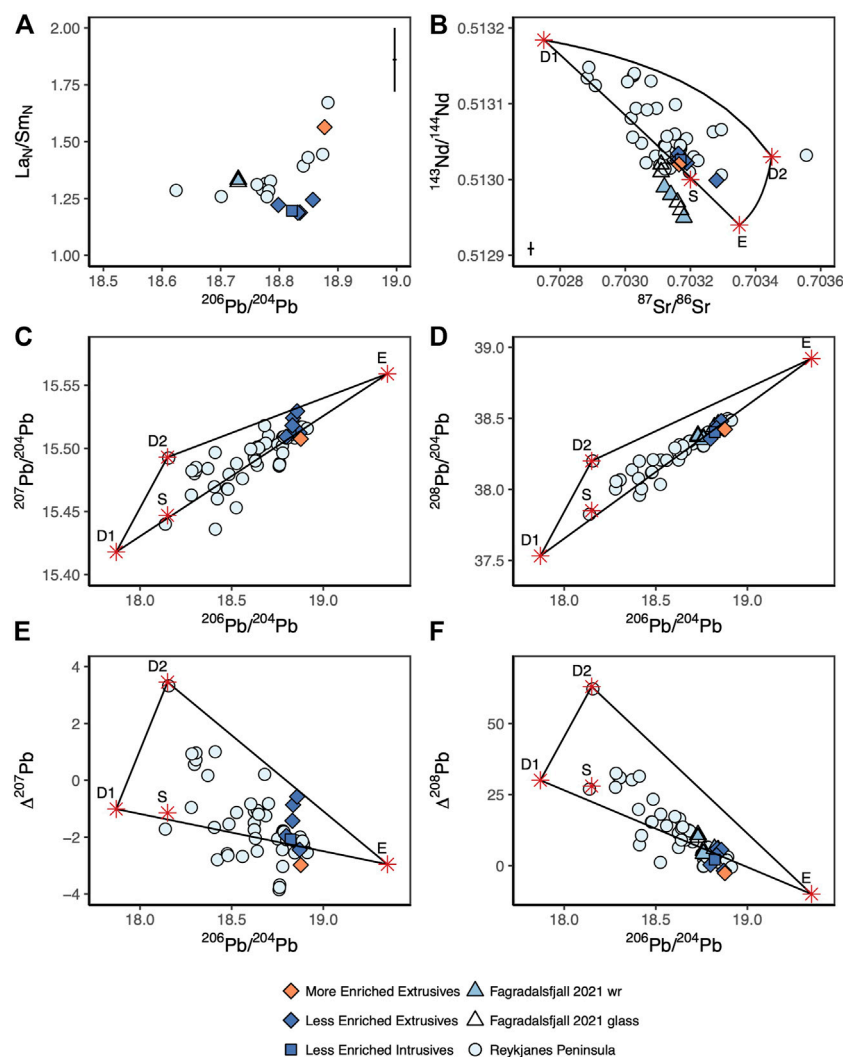 A
2.00
1.75
1.50
1.25
1.00
LaN/SmN
18.5 18.6 18.7 18.8 18.9 19.0
206Pb/204Pb
B
0.5132
0.5131
0.5130
0.5129
143Nd/144Nd
D1
D2
S
E
0.7028 0.7030 0.7032 0.7034 0.7036
87Sr/86Sr
C
15.55
15.50
15.45
15.40
207Pb/204Pb
E
D2
S
D1
18.0 18.5 19.0
206Pb/204Pb
D
39.0
38.5
38.0
37.5
208Pb/204Pb
E
D2
S
D1
18.0 18.5 19.0
206Pb/204Pb
E
4
2
0
−2
−4
Δ207Pb
D2
D1
S
E
18.0 18.5 19.0
206Pb/204Pb
F
50
25
0
Δ208Pb
D2
D1
S
E
18.0 18.5 19.0
206Pb/204Pb
More Enriched Extrusives Fagradalsfjall 2021 wr
Less Enriched Extrusives Fagradalsfjall 2021 glass
Less Enriched Intrusives Reykjanes Peninsula